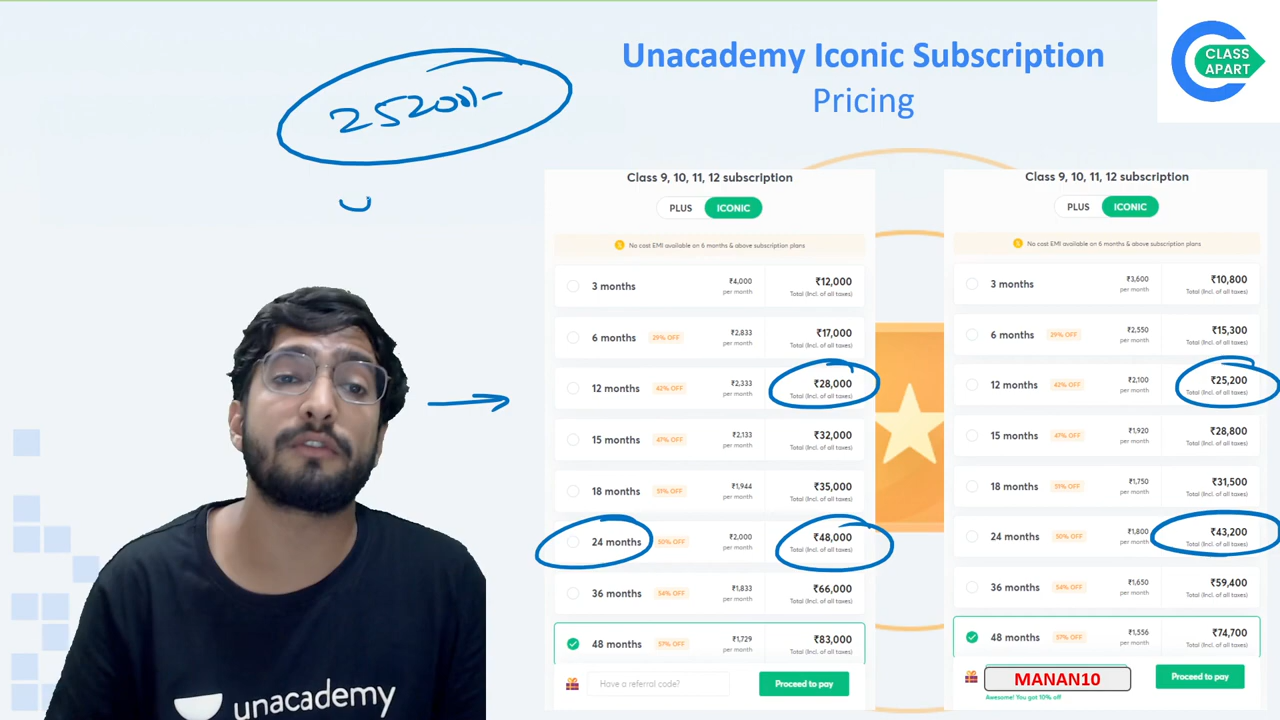 Unacademy Iconic Subscription
Pricing
CLASS
APART
25200/-
Class 9, 10, 11, 12 subscription
PLUS
ICONIC
No cost EMI available on 6 months & above subscription plans
3 months ₹4,000 per month ₹12,000 Total (Incl. of all taxes)
6 months 29% OFF ₹2,833 per month ₹17,000 Total (Incl. of all taxes)
12 months 42% OFF ₹2,333 per month ₹28,000 Total (Incl. of all taxes)
15 months 47% OFF ₹2,133 per month ₹32,000 Total (Incl. of all taxes)
18 months 51% OFF ₹1,944 per month ₹35,000 Total (Incl. of all taxes)
24 months 50% OFF ₹2,000 per month ₹48,000 Total (Incl. of all taxes)
36 months 54% OFF ₹1,833 per month ₹66,000 Total (Incl. of all taxes)
48 months 57% OFF ₹1,729 per month ₹83,000 Total (Incl. of all taxes)
Have a referral code?
Proceed to pay
Class 9, 10, 11, 12 subscription
PLUS
ICONIC
No cost EMI available on 6 months & above subscription plans
3 months ₹3,600 per month ₹10,800 Total (Incl. of all taxes)
6 months 29% OFF ₹2,550 per month ₹15,300 Total (Incl. of all taxes)
12 months 42% OFF ₹2,100 per month ₹25,200 Total (Incl. of all taxes)
15 months 47% OFF ₹1,920 per month ₹28,800 Total (Incl. of all taxes)
18 months 51% OFF ₹1,750 per month ₹31,500 Total (Incl. of all taxes)
24 months 50% OFF ₹1,800 per month ₹43,200 Total (Incl. of all taxes)
36 months 54% OFF ₹1,650 per month ₹59,400 Total (Incl. of all taxes)
48 months 57% OFF ₹1,556 per month ₹74,700 Total (Incl. of all taxes)
MANAN10
Proceed to pay
Awesome! You got 10% off
unacademy